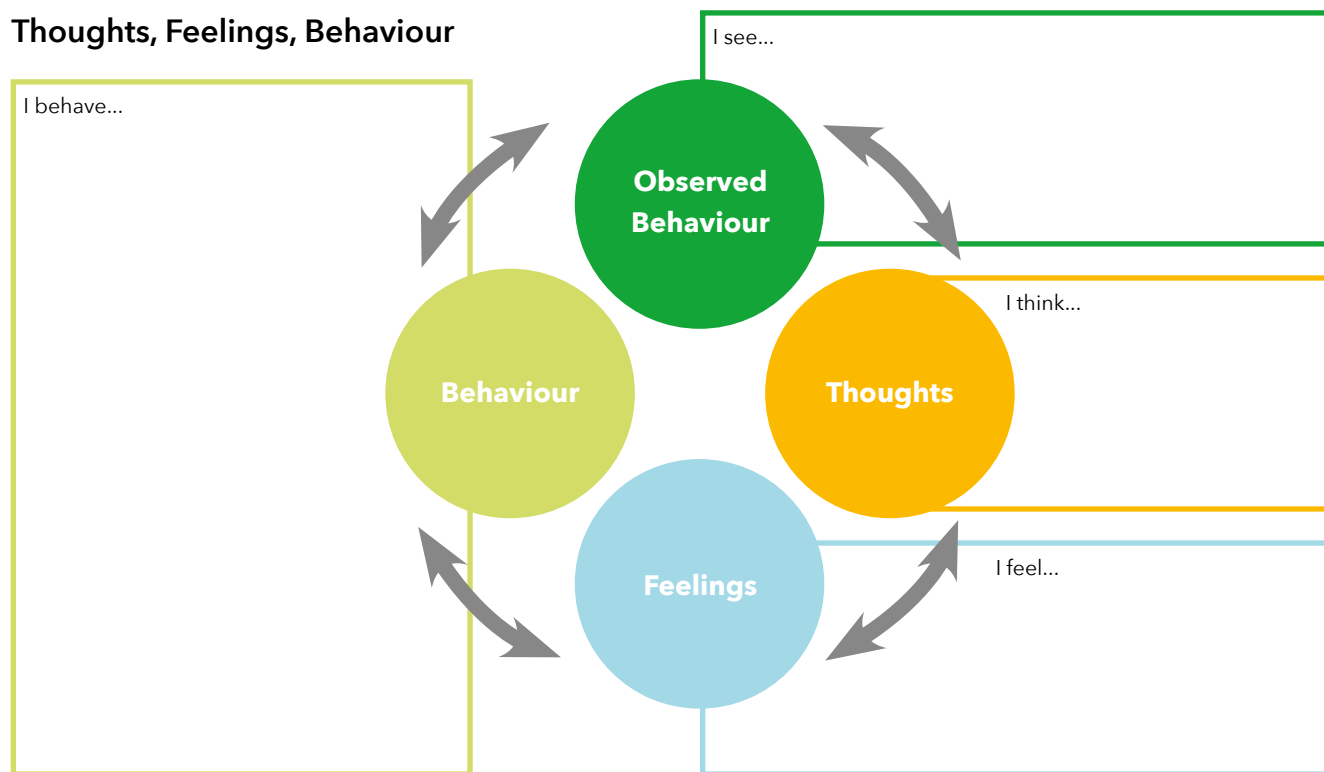 Thoughts, Feelings, Behaviour
I see...
I behave...
Observed
Behaviour
I think...
Behaviour
Thoughts
I feel...
Feelings